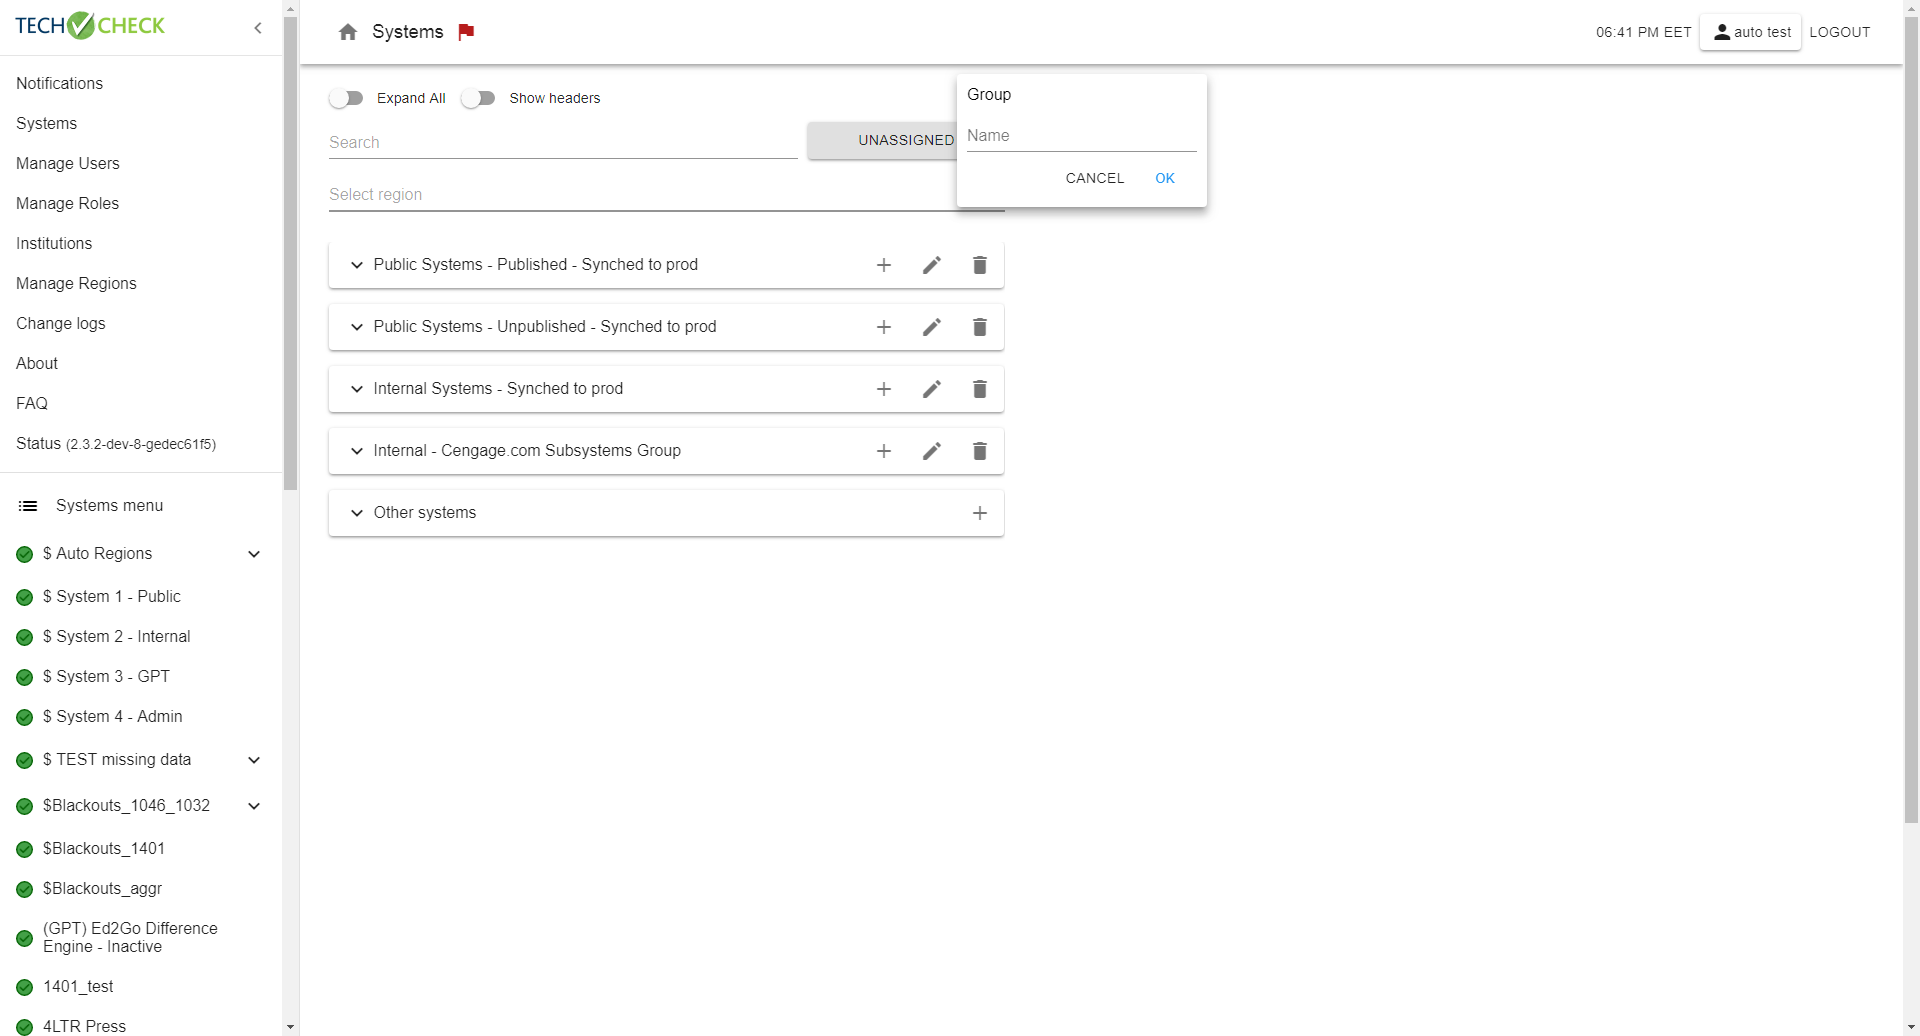 TECH CHECK
Notifications
Systems
Manage Users
Manage Roles
Institutions
Manage Regions
Change logs
About
FAQ
Status (2.3.2-dev-8-gedec61f5)
Systems menu
$ Auto Regions
$ System 1 - Public
$ System 2 - Internal
$ System 3 - GPT
$ System 4 - Admin
$ TEST missing data
$Blackouts_1046_1032
$Blackouts_1401
$Blackouts_aggr
(GPT) Ed2Go Difference
Engine - Inactive
1401_test
4LTR Press
Systems
06:41 PM EET
auto test
LOGOUT
Expand All
Show headers
Search
UNASSIGNED
Select region
Group
Name
CANCEL
OK
Public Systems - Published - Synched to prod
Public Systems - Unpublished - Synched to prod
Internal Systems - Synched to prod
Internal - Cengage.com Subsystems Group
Other systems